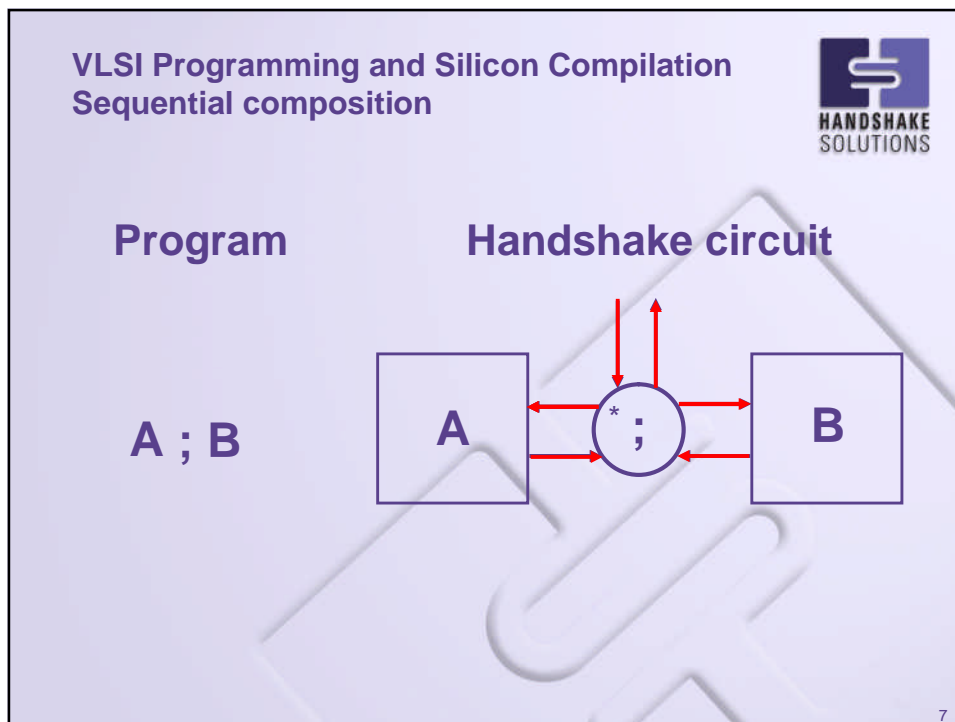 VLSI Programming and Silicon Compilation
Sequential composition
HANDSHAKE
SOLUTIONS
Program
Handshake circuit
A ; B
A
* ;
B
7